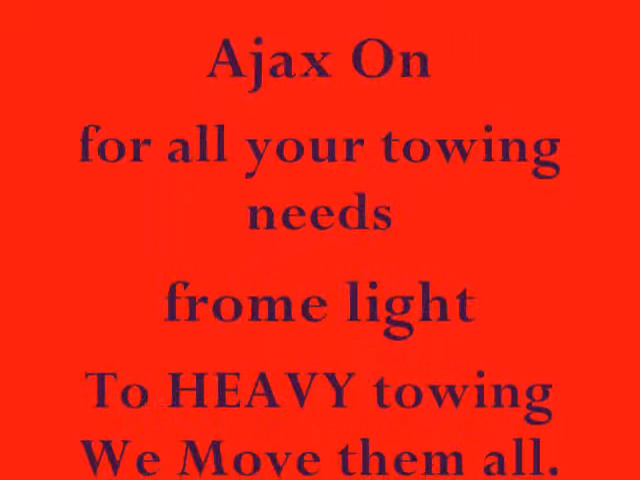 Ajax On
for all your towing
needs
frome light
To HEAVY towing
We Move them all.